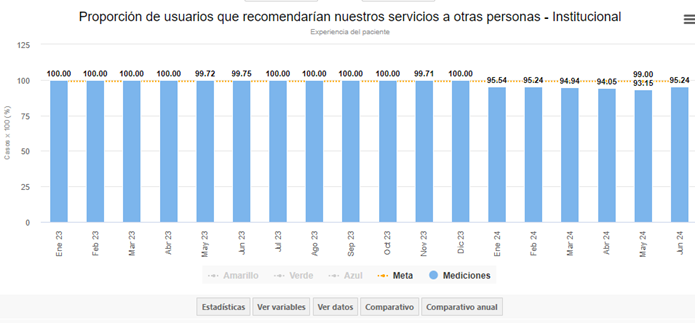 Proporción de usuarios que recomendarían nuestros servicios a otras personas - Institucional
Experiencia del paciente
Casos x 100 (%)
125
100
75
50
25
0
100.00 100.00 100.00 100.00 99.72 99.75 100.00 100.00 100.00 100.00 99.71 100.00 95.54 95.24 94.94 94.05 93.15 95.24
99.00
Ene 23 Feb 23 Mar 23 Abr 23 May 23 Jun 23 Jul 23 Ago 23 Sep 23 Oct 23 Nov 23 Dic 23 Ene 24 Feb 24 Mar 24 Abr 24 May 24 Jun 24
Amarillo Verde Azul Meta Mediciones
Estadísticas Ver variables Ver datos Comparativo Comparativo anual